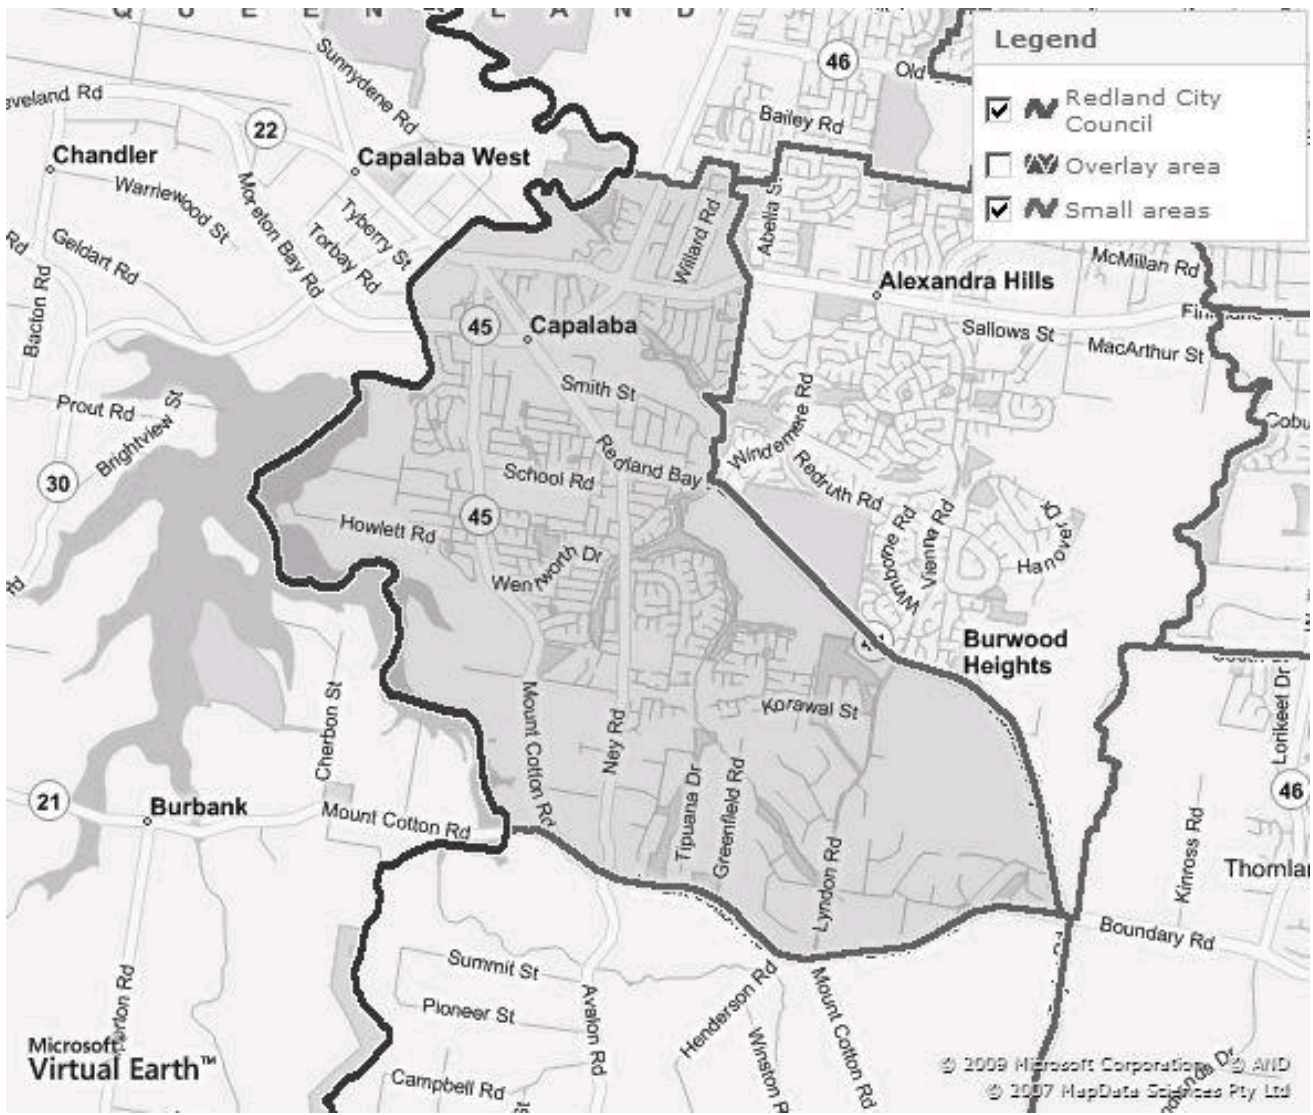 QUEENSLAND
Legend
Redland City
Council
Overlay area
Small areas
46
Old
Sunnydene Rd
Bailey Rd
22
Chandler
Capalaba West
Warriewood St
Moreton Bay Rd
Tyberry St
Torbay Rd
Geldart Rd
Rd
Bacton Rd
Willard Rd
Abelia S
McMillan Rd
Alexandra Hills
Sallows St
MacArthur St
45
Capalaba
Smith St
Prout Rd
Brightview St
30
Redland Bay
School Rd
Windemere Rd
Redruth Rd
45
Howlett Rd
Wentworth Dr
Wimborne Rd
Vienna Rd
Hanover Dr
Burwood
Heights
Cherbon St
Mount Cotton Rd
Ney Rd
Korawal St
Lorikeet Dr
46
21
Burbank
Mount Cotton Rd
Tipuana Dr
Greenfield Rd
Lyndon Rd
Kinross Rd
Thornlan
Boundary Rd
Summit St
Pioneer St
Avalon Rd
Henderson Rd
Mount Cotton Rd
Winston R
Campbell Rd
Microsoft
Virtual Earth™
© 2009 Microsoft Corporation © AND
© 2007 MapData Sciences Pty Ltd